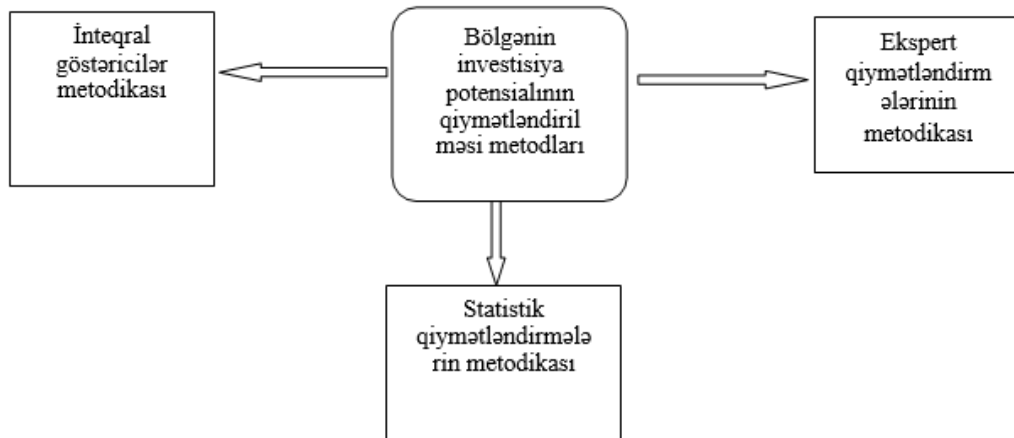 İnteqral
göstəricilər
metodikası
Bölgənin
investisiya
potensialının
qiymətləndiril
məsi metodları
Ekspert
qiymətləndirm
ələrinin
metodikası
Statistik
qiymətləndirmələ
rin metodikası